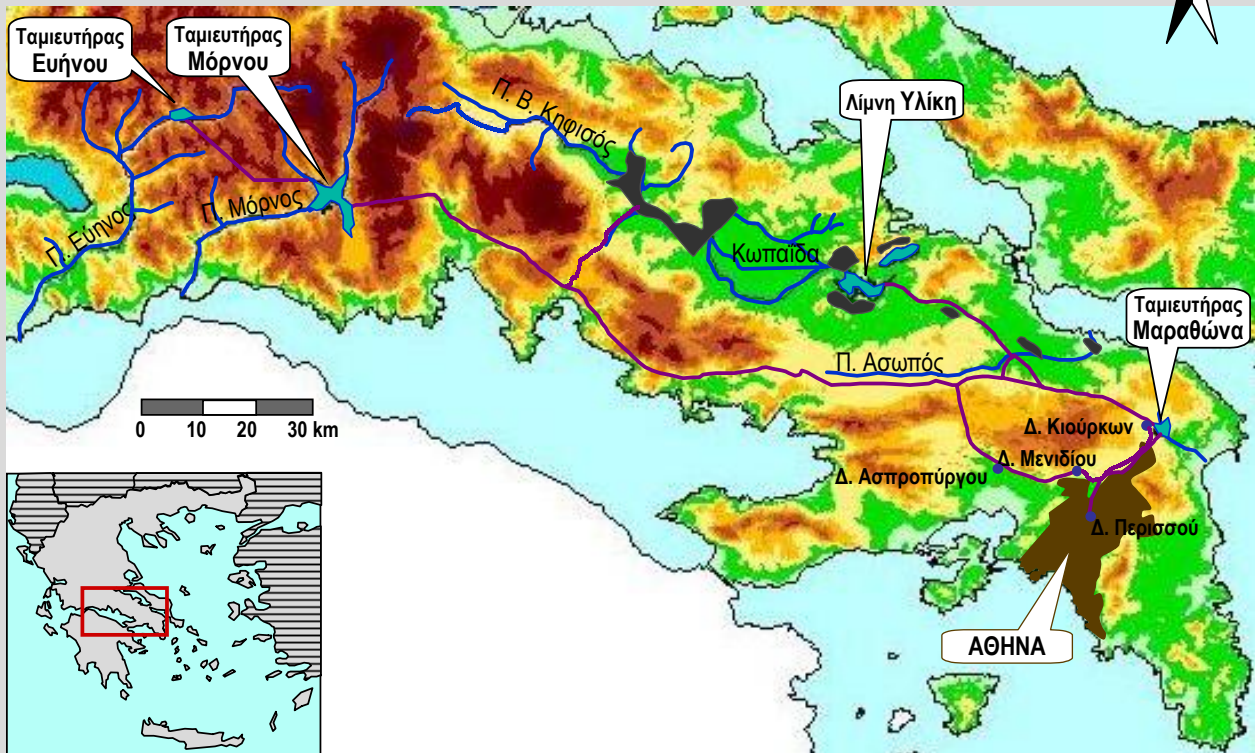 Ταμιευτήρας
Ευήνου
Ταμιευτήρας
Μόρνου
Π. Β. Κηφισός
Λίμνη Υλίκη
Π. Εύηνος
Π. Μόρνος
Κωπαΐδα
Ταμιευτήρας
Μαραθώνα
Π. Ασωπός
0 10 20 30 km
Δ. Κιούρκων
Δ. Μενιδίου
Δ. Ασπροπύργου
Δ. Περισσού
ΑΘΗΝΑ